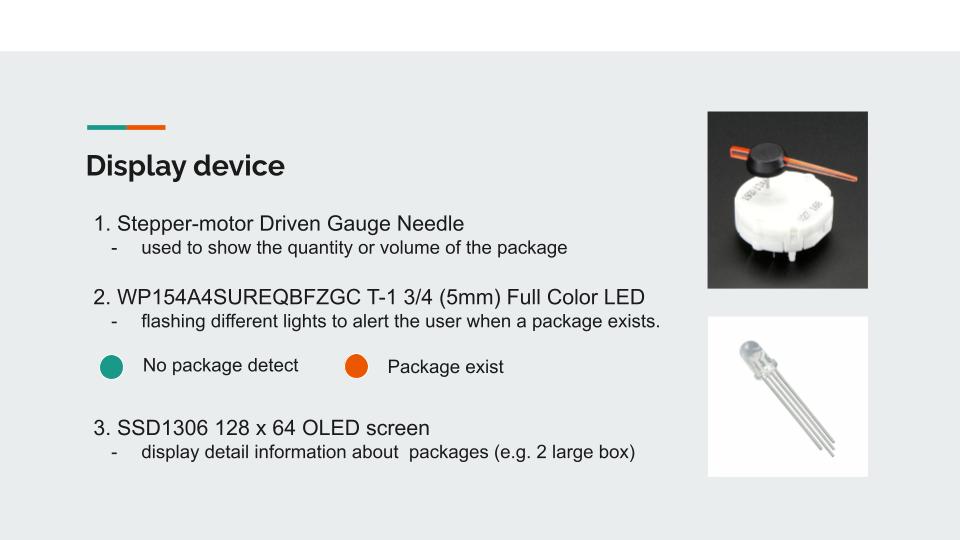 Display device
1. Stepper-motor Driven Gauge Needle
- used to show the quantity or volume of the package
2. WP154A4SUREQBFZGC T-1 3/4 (5mm) Full Color LED
- flashing different lights to alert the user when a package exists.
No package detect Package exist
3. SSD1306 128 x 64 OLED screen
- display detail information about packages (e.g. 2 large box)